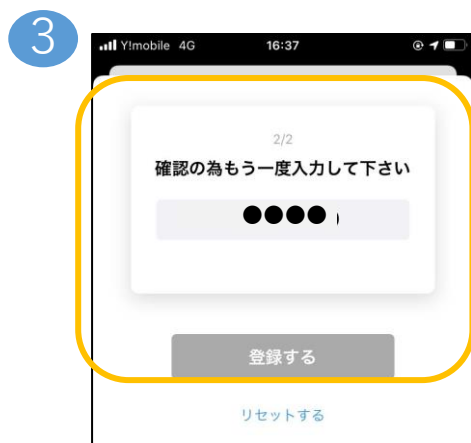 3
Y!mobile 4G 16:37
2/2
確認の為もう一度入力して下さい
●●●●
登録する
リセットする